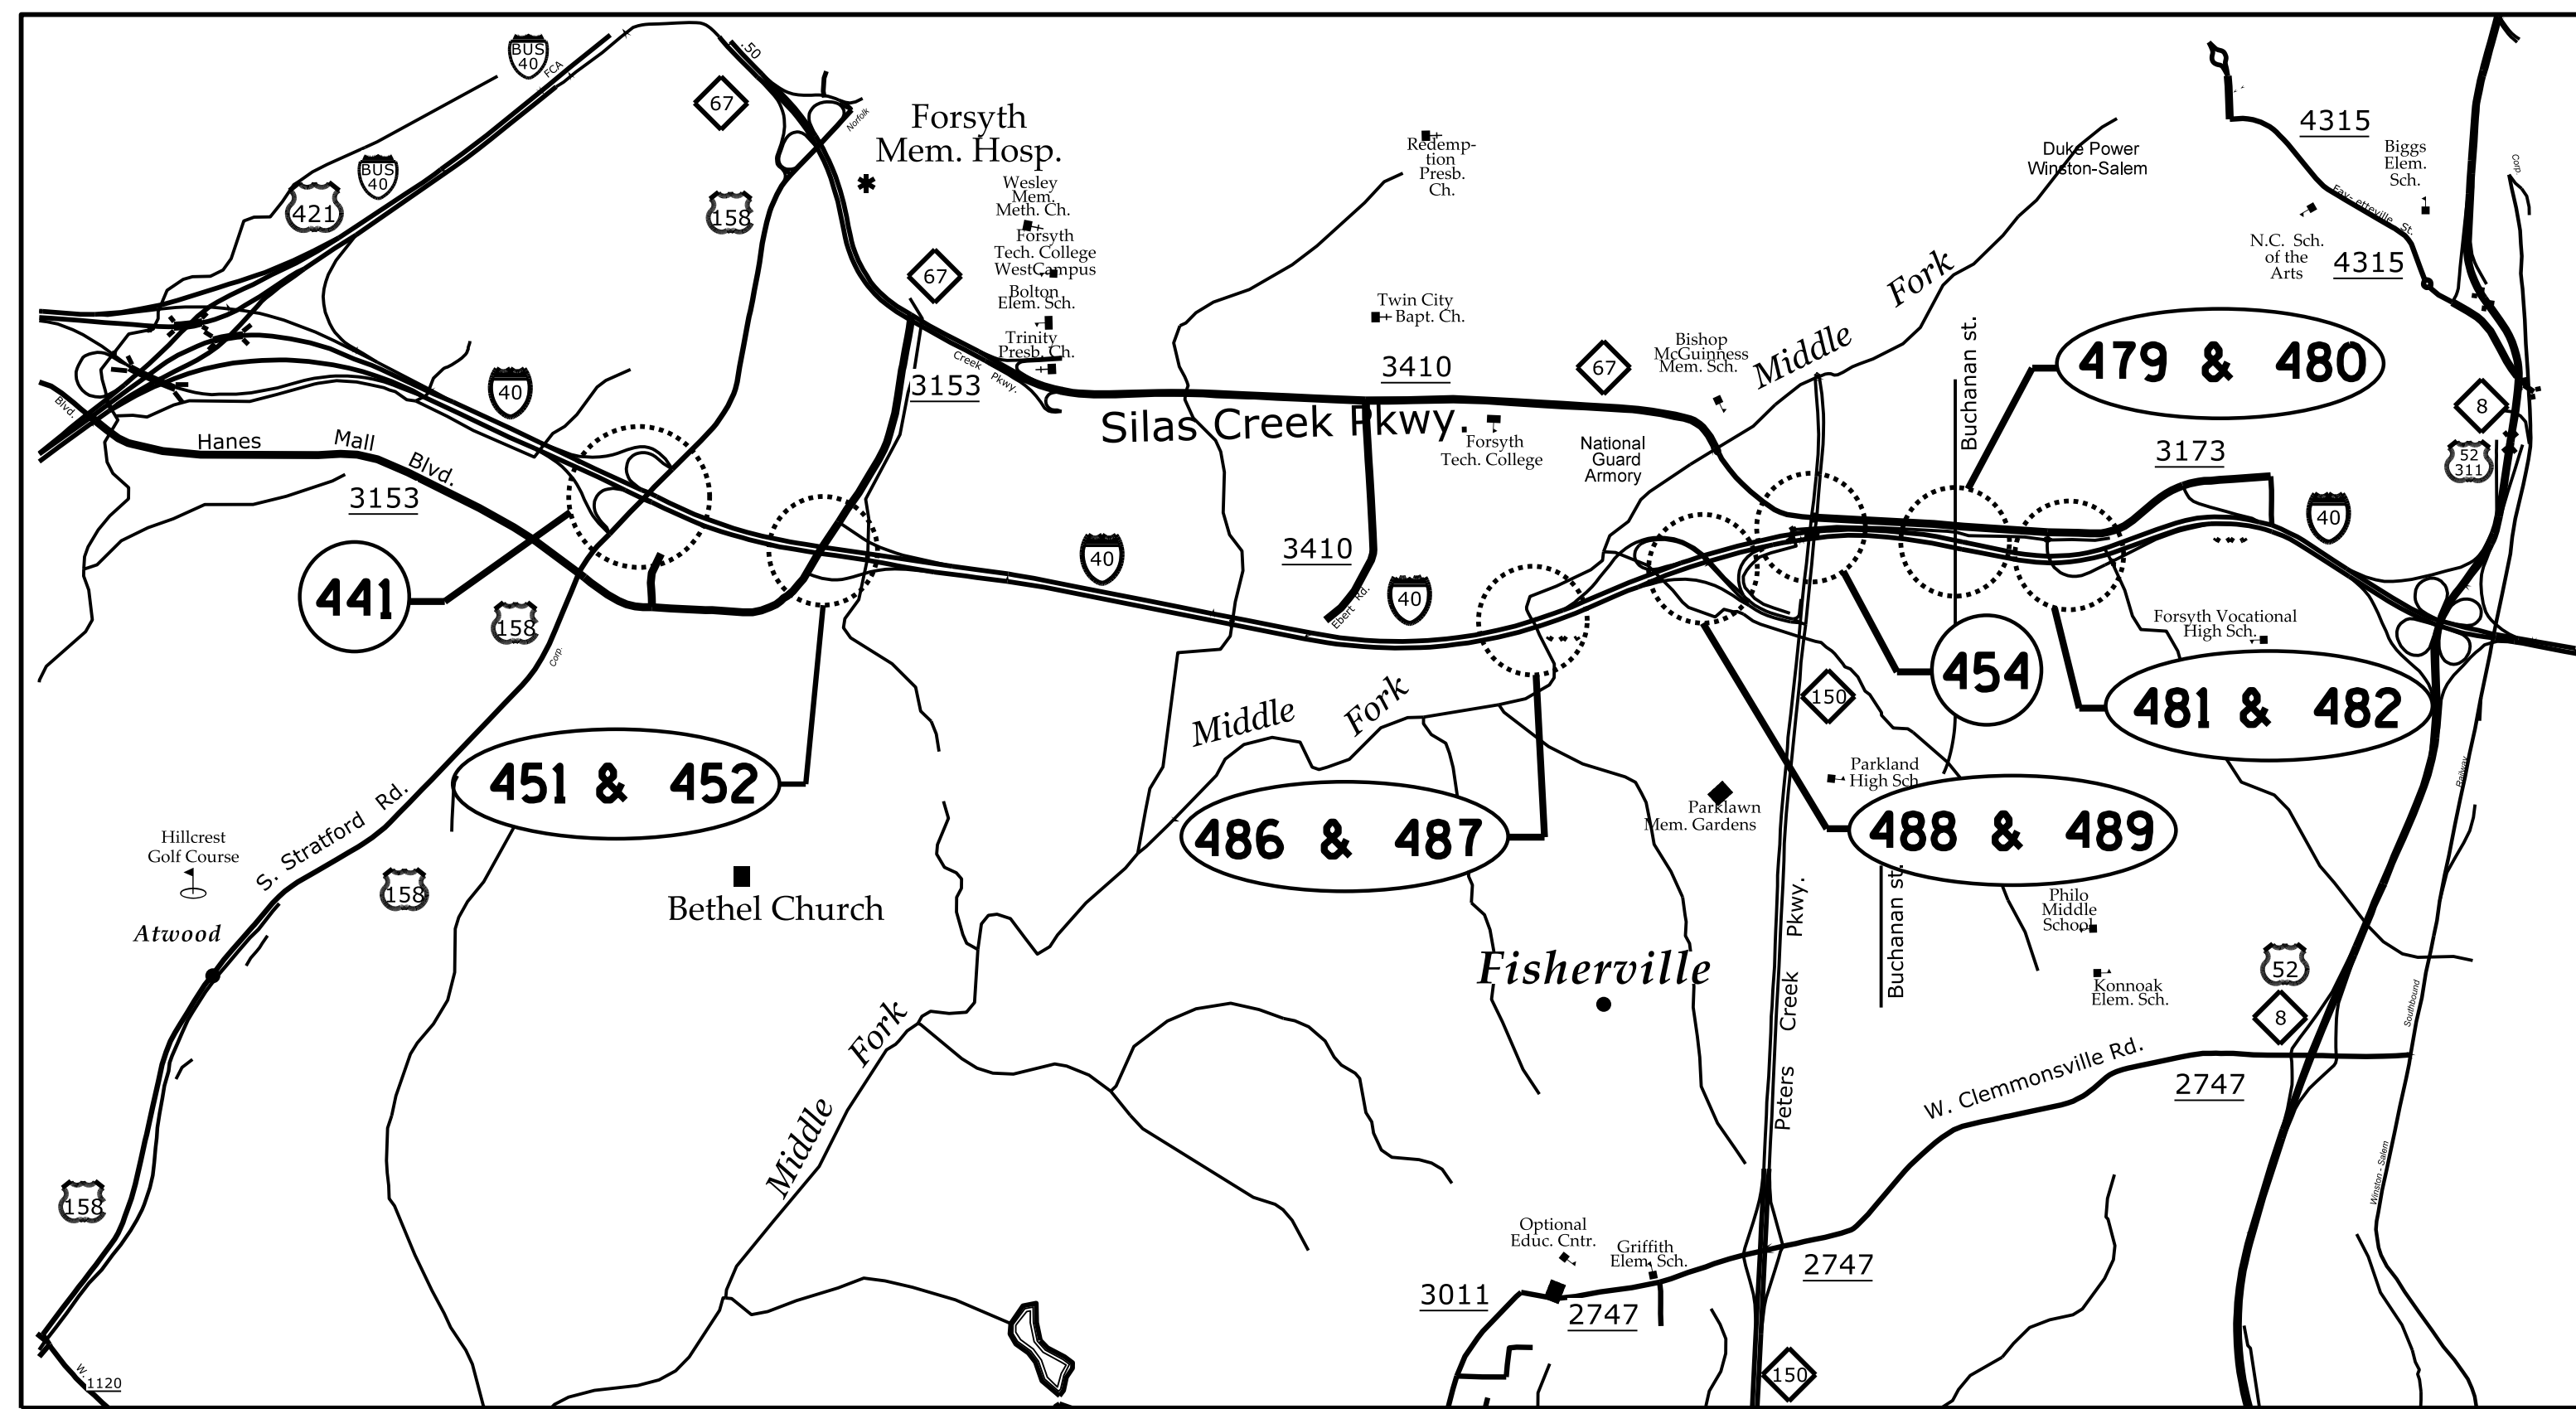 BUS
40
FCA
.50
67
Norfolk
Forsyth
Mem. Hosp.
Wesley
Mem.
Meth. Ch.
Forsyth
Tech. College
WestCampus
Bolton
Elem. Sch.
Trinity
Presb. Ch.
BUS
40
421
158
67
Redemp-
tion
Presb.
Ch.
Twin City
Bapt. Ch.
Duke Power
Winston-Salem
4315
Biggs
Elem.
Sch.
Fay- etteville St.
N.C. Sch.
of the
Arts
4315
Corp.
Middle Fork
Bishop
McGuinness
Mem. Sch.
67
3410
Buchanan st.
479 & 480
8
52
311
3173
40
Creek Pkwy.
3153
40
Blvd.
Hanes Mall Blvd.
3153
Silas Creek Pkwy.
Forsyth
Tech. College
National
Guard
Armory
3410
Ebert Rd.
40
40
441
158
Corp.
Forsyth Vocational
High Sch.
454
481 & 482
150
Middle Fork
451 & 452
486 & 487
488 & 489
Parkland
High Sch.
Parklawn
Mem. Gardens
Railway
Hillcrest
Golf Course
S. Stratford Rd.
158
Atwood
Bethel Church
Fisherville
Peters Creek Pkwy.
Buchanan st.
Philo
Middle
School
Konnoak
Elem. Sch.
52
8
Southbound
W. Clemmonsville Rd.
2747
Middle Fork
Winston - Salem
158
Optional
Educ. Cntr.
Griffith
Elem. Sch.
2747
3011
2747
150
W.
1120